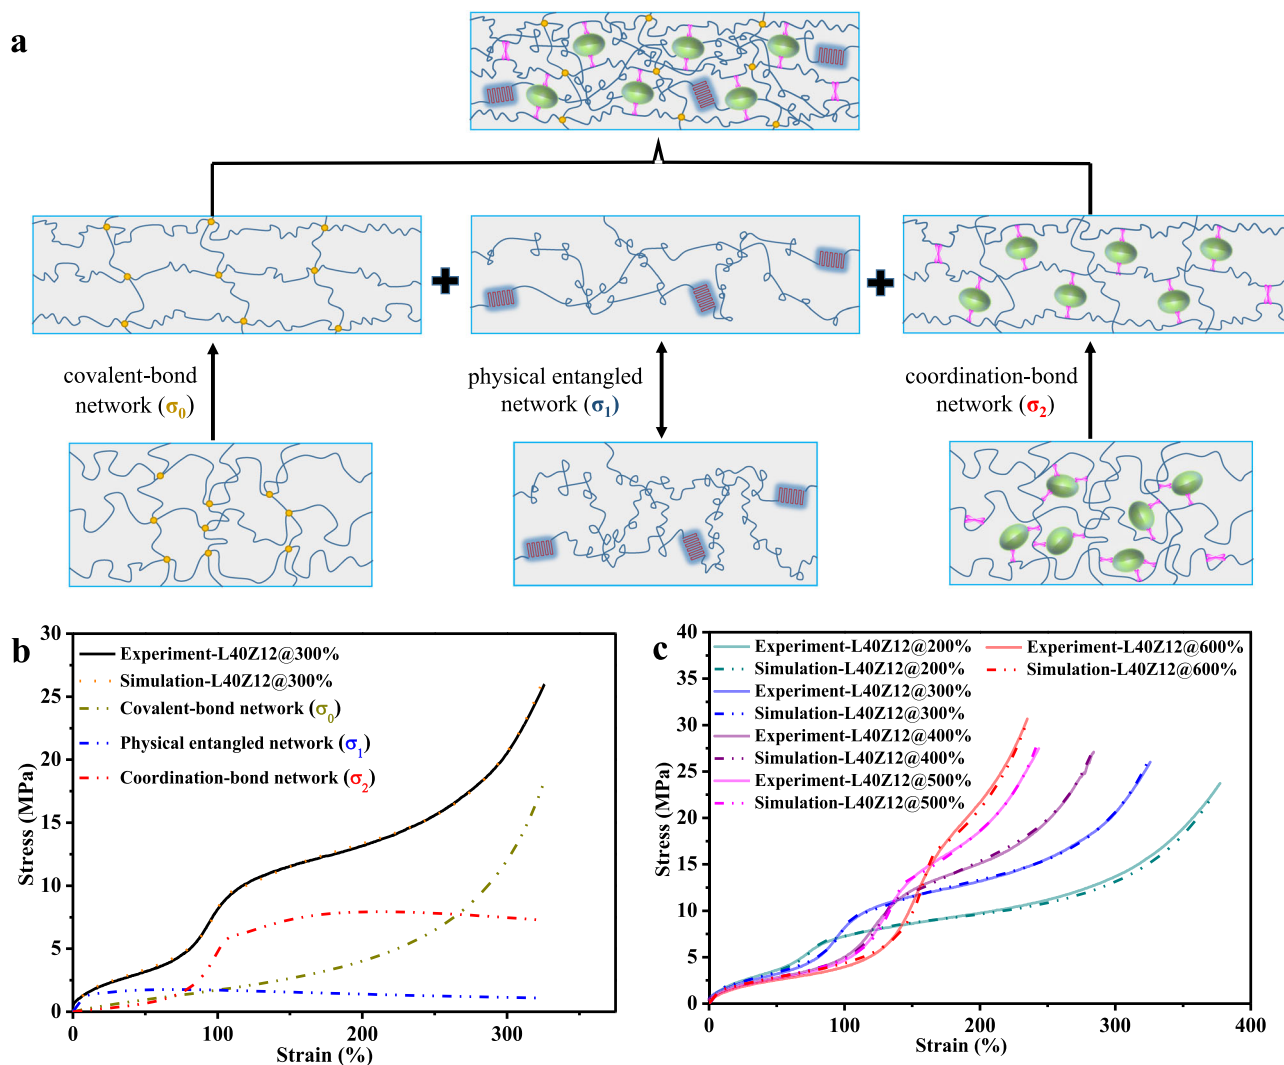 a
covalent-bond
network (σ0)
physical entangled
network (σ1)
coordination-bond
network (σ2)
b
Experiment-L40Z12@300%
Simulation-L40Z12@300%
Covalent-bond network (σ0)
Physical entangled network (σ1)
Coordination-bond network (σ2)
Stress (MPa)
30
25
20
15
10
5
0
0 100 200 300
Strain (%)
c
Experiment-L40Z12@200%
Simulation-L40Z12@200%
Experiment-L40Z12@300%
Simulation-L40Z12@300%
Experiment-L40Z12@400%
Simulation-L40Z12@400%
Experiment-L40Z12@500%
Simulation-L40Z12@500%
Experiment-L40Z12@600%
Simulation-L40Z12@600%
Stress (MPa)
40
35
30
25
20
15
10
5
0
0 100 200 300 400
Strain (%)